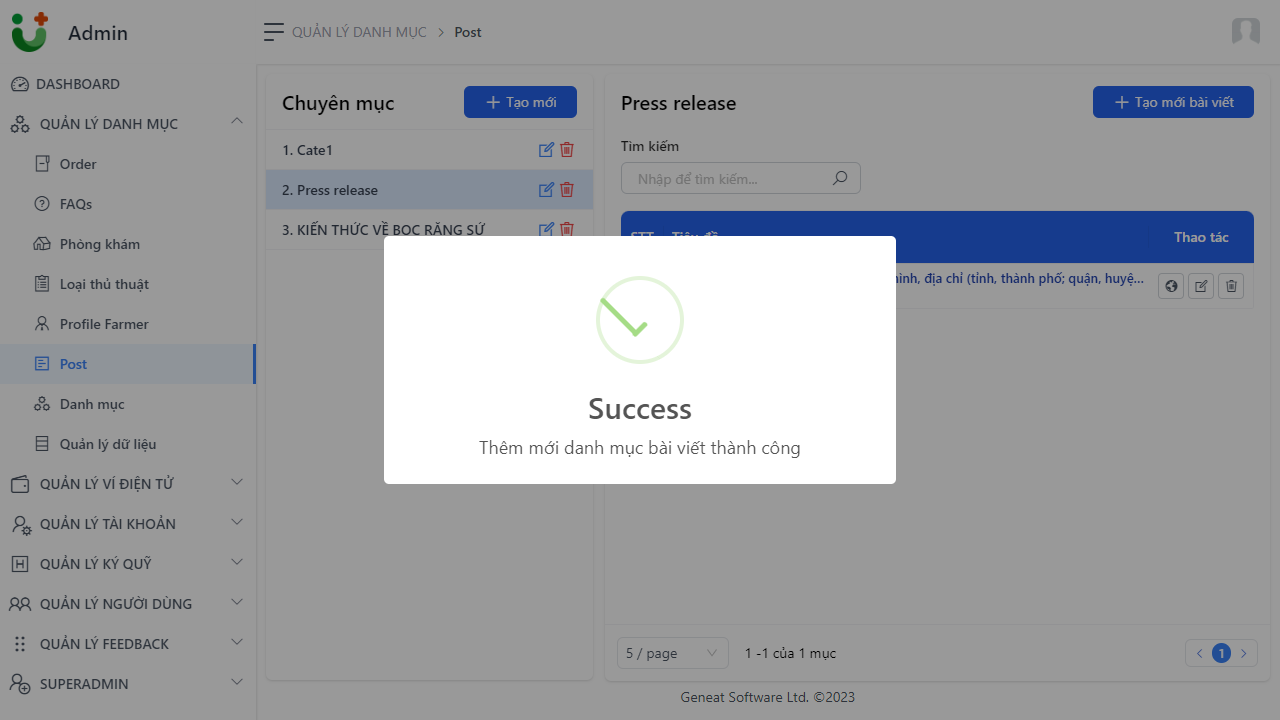 Admin
QUẢN LÝ DANH MỤC
Post
DASHBOARD
QUẢN LÝ DANH MỤC
Order
FAQs
Phòng khám
Loại thủ thuật
Profile Farmer
Post
Danh mục
Quản lý dữ liệu
QUẢN LÝ VÍ ĐIỆN TỬ
QUẢN LÝ TÀI KHOẢN
QUẢN LÝ KÝ QUỸ
QUẢN LÝ NGƯỜI DÙNG
QUẢN LÝ FEEDBACK
SUPERADMIN
Chuyên mục
Tạo mới
1. Cate1
2. Press release
3. KIẾN THỨC VỀ BỌC RĂNG SỨ
Press release
Tạo mới bài viết
Tìm kiếm
Nhập để tìm kiếm...
STT
Tiêu đề
Thao tác
ninh, địa chỉ (tỉnh, thành phố; quận, huyệ...
Success
Thêm mới danh mục bài viết thành công
5 / page
1 -1 của 1 mục
1
Geneat Software Ltd. ©2023